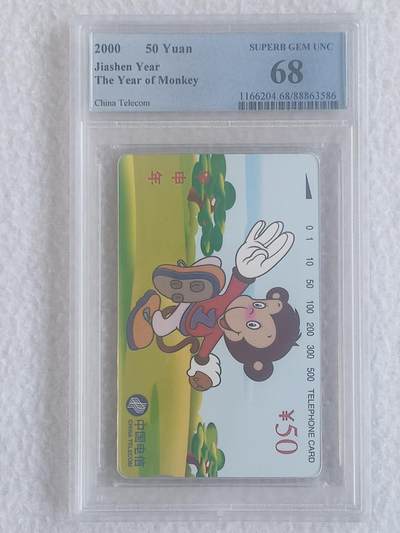 2000 50 Yuan
Jiashen Year
The Year of Monkey
China Telecom
SUPERB GEM UNC
68
1166204.68/88863586
甲申年
0 1 10 50 100 200 300 500 TELEPHONE CARD
¥50
中国电信
CHINA TELECOM